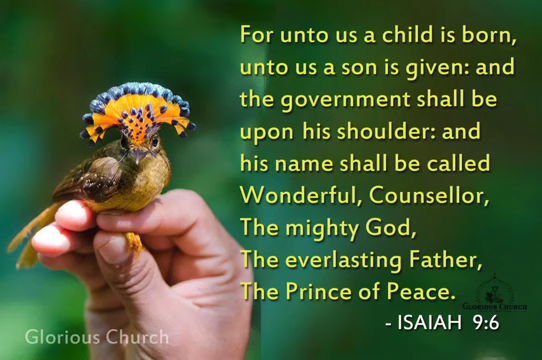 For unto us a child is born,
unto us a son is given: and
the government shall be
upon his shoulder: and
his name shall be called
Wonderful, Counsellor,
The mighty God,
The everlasting Father,
The Prince of Peace.
Glorious Church
- ISAIAH 9:6
Glorious Church